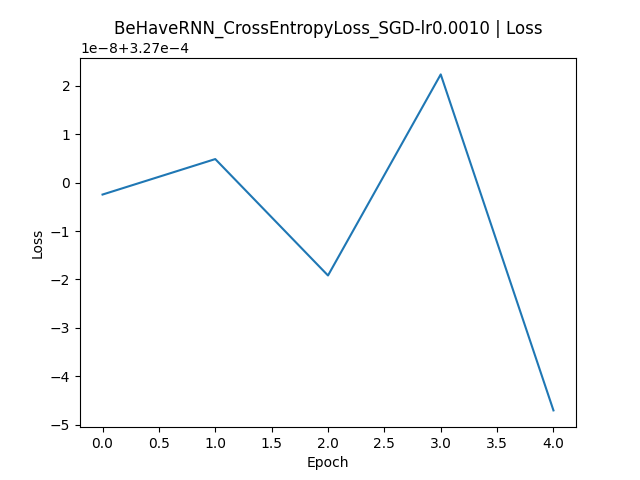 BeHaveRNN_CrossEntropyLoss_SGD-lr0.0010 | Loss
1e−8+3.27e−4
2
1
0
−1
−2
−3
−4
−5
Loss
0.0 0.5 1.0 1.5 2.0 2.5 3.0 3.5 4.0
Epoch